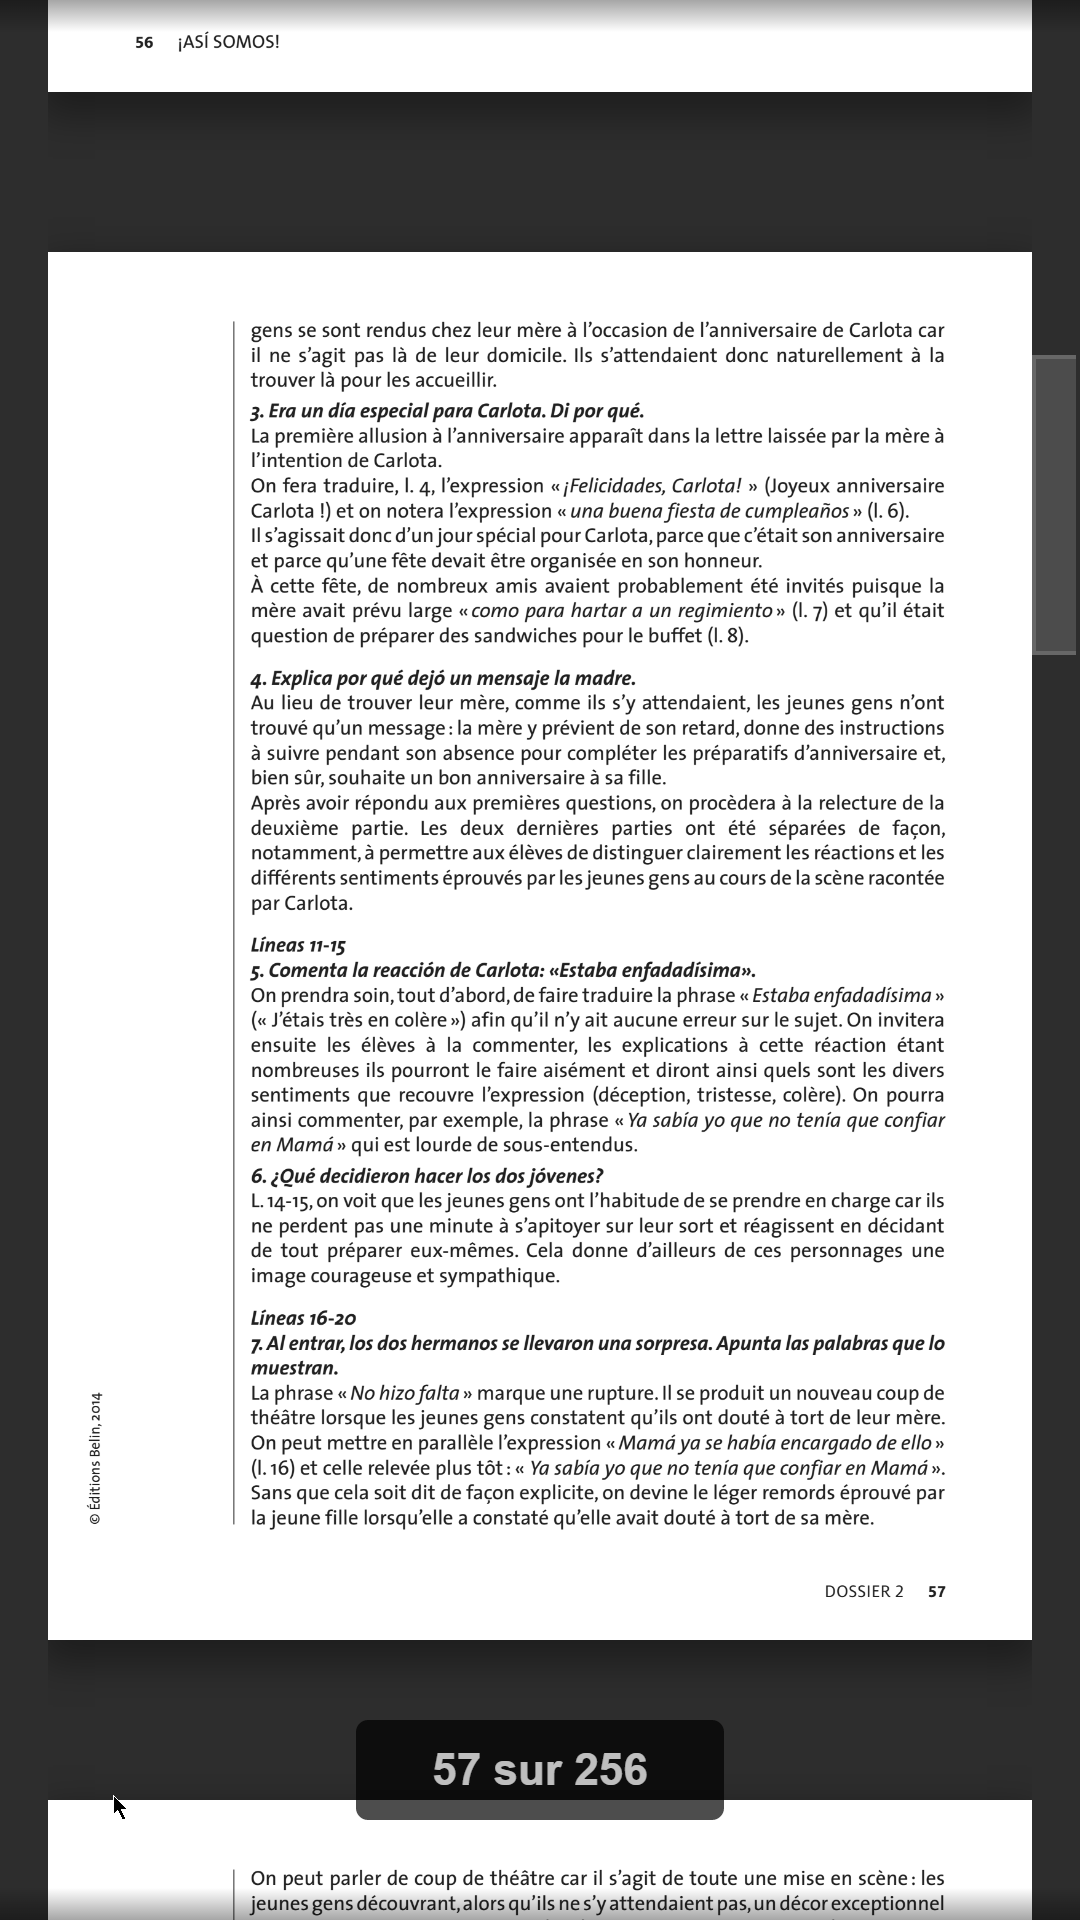 56 ¡ASÍ SOMOS!
gens se sont rendus chez leur mère à l’occasion de l’anniversaire de Carlota car
il ne s’agit pas là de leur domicile. Ils s’attendaient donc naturellement à la
trouver là pour les accueillir.
3. Era un día especial para Carlota. Di por qué.
La première allusion à l’anniversaire apparaît dans la lettre laissée par la mère à
l’intention de Carlota.
On fera traduire, l. 4, l’expression « ¡Felicidades, Carlota! » (Joyeux anniversaire
Carlota !) et on notera l’expression « una buena fiesta de cumpleaños » (l. 6).
Il s’agissait donc d’un jour spécial pour Carlota, parce que c’était son anniversaire
et parce qu’une fête devait être organisée en son honneur.
À cette fête, de nombreux amis avaient probablement été invités puisque la
mère avait prévu large « como para hartar a un regimiento » (l. 7) et qu’il était
question de préparer des sandwiches pour le buffet (l. 8).
4. Explica por qué dejó un mensaje la madre.
Au lieu de trouver leur mère, comme ils s’y attendaient, les jeunes gens n’ont
trouvé qu’un message : la mère y prévient de son retard, donne des instructions
à suivre pendant son absence pour compléter les préparatifs d’anniversaire et,
bien sûr, souhaite un bon anniversaire à sa fille.
Après avoir répondu aux premières questions, on procèdera à la relecture de la
deuxième partie. Les deux dernières parties ont été séparées de façon,
notamment, à permettre aux élèves de distinguer clairement les réactions et les
différents sentiments éprouvés par les jeunes gens au cours de la scène racontée
par Carlota.
Líneas 11-15
5. Comenta la reacción de Carlota: «Estaba enfadadísima».
On prendra soin, tout d’abord, de faire traduire la phrase « Estaba enfadadísima »
(« J’étais très en colère ») afin qu’il n’y ait aucune erreur sur le sujet. On invitera
ensuite les élèves à la commenter, les explications à cette réaction étant
nombreuses ils pourront le faire aisément et diront ainsi quels sont les divers
sentiments que recouvre l’expression (déception, tristesse, colère). On pourra
ainsi commenter, par exemple, la phrase « Ya sabía yo que no tenía que confiar
en Mamá » qui est lourde de sous-entendus.
6. ¿Qué decidieron hacer los dos jóvenes?
L. 14-15, on voit que les jeunes gens ont l’habitude de se prendre en charge car ils
ne perdent pas une minute à s’apitoyer sur leur sort et réagissent en décidant
de tout préparer eux-mêmes. Cela donne d’ailleurs de ces personnages une
image courageuse et sympathique.
Líneas 16-20
7. Al entrar, los dos hermanos se llevaron una sorpresa. Apunta las palabras que lo
muestran.
La phrase « No hizo falta » marque une rupture. Il se produit un nouveau coup de
théâtre lorsque les jeunes gens constatent qu’ils ont douté à tort de leur mère.
On peut mettre en parallèle l’expression « Mamá ya se había encargado de ello »
(l. 16) et celle relevée plus tôt : « Ya sabía yo que no tenía que confiar en Mamá ».
Sans que cela soit dit de façon explicite, on devine le léger remords éprouvé par
la jeune fille lorsqu’elle a constaté qu’elle avait douté à tort de sa mère.
© Éditions Belin, 2014
DOSSIER 2 57
57 sur 256
On peut parler de coup de théâtre car il s’agit de toute une mise en scène : les
jeunes gens découvrant, alors qu’ils ne s’y attendaient pas, un décor exceptionnel